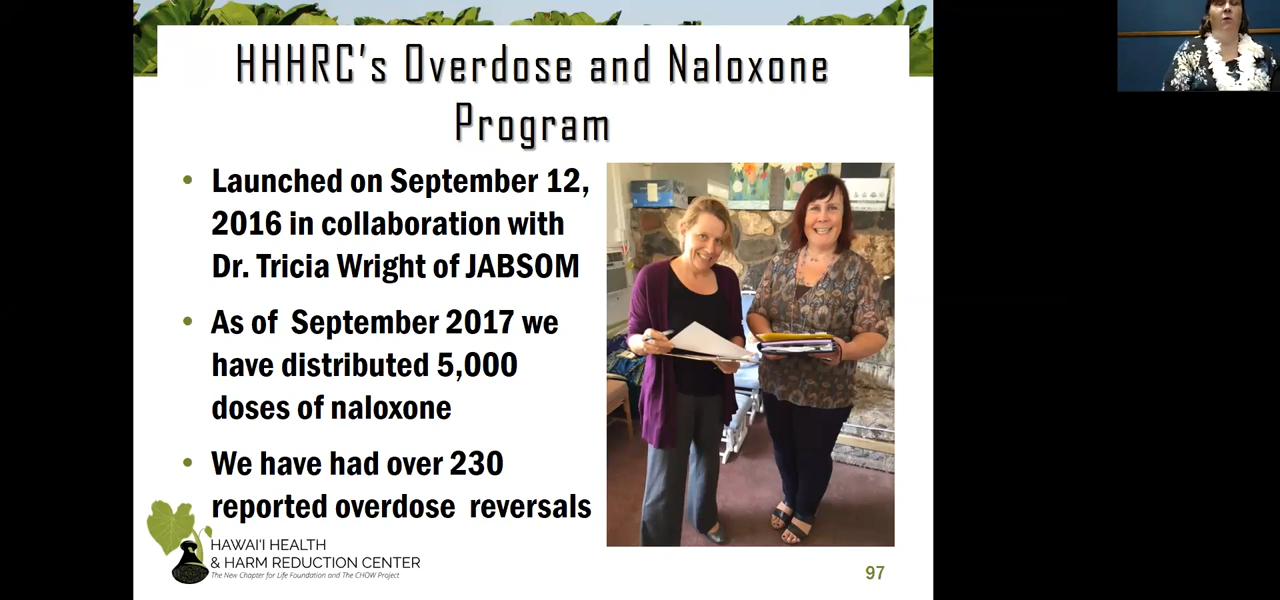 HHHRC's Overdose and Naloxone
Program
• Launched on September 12,
2016 in collaboration with
Dr. Tricia Wright of JABSOM
• As of  September 2017 we
have distributed 5,000
doses of naloxone
• We have had over 230
reported overdose  reversals
HAWAI'I HEALTH
& HARM REDUCTION CENTER
The New Chapter for Life Foundation and The CHOW Project
97